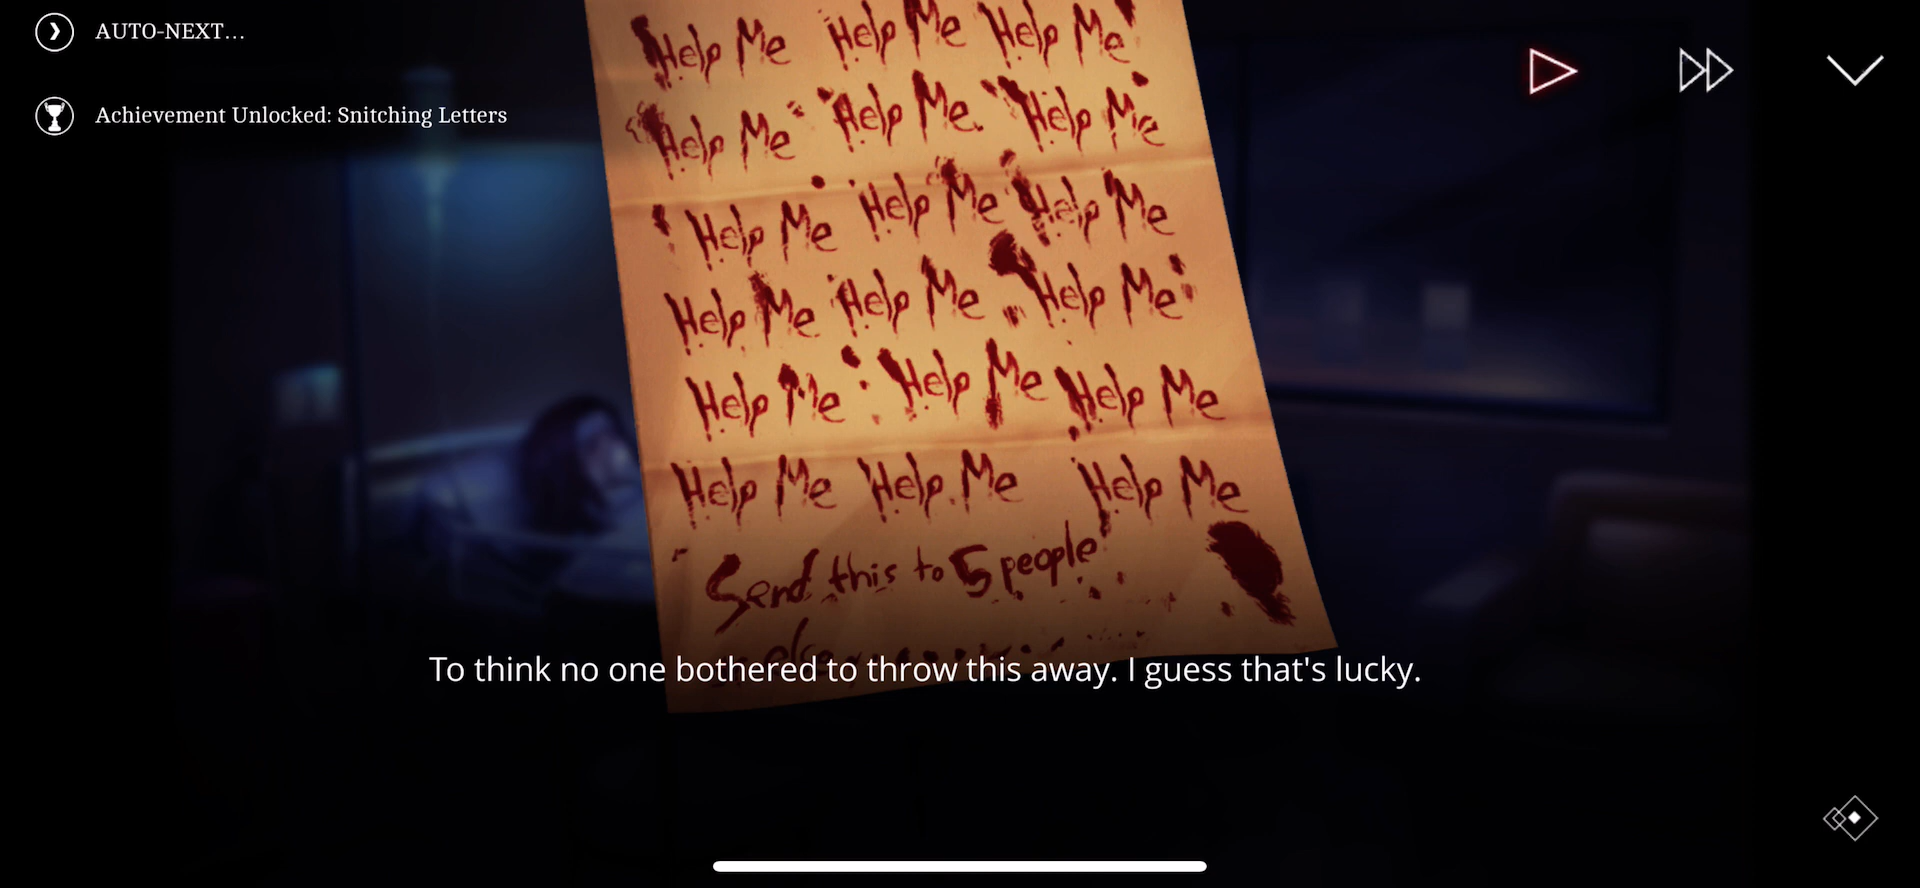 AUTO-NEXT...
Achievement Unlocked: Snitching Letters
Help Me Help Me Help Me
Help Me Help Me Help Me
Help Me Help Me Help Me
Help Me Help Me Help Me
Help Me Help Me Help Me
Help Me Help Me Help Me
Send this to 5 people
else
To think no one bothered to throw this away. I guess that's lucky.